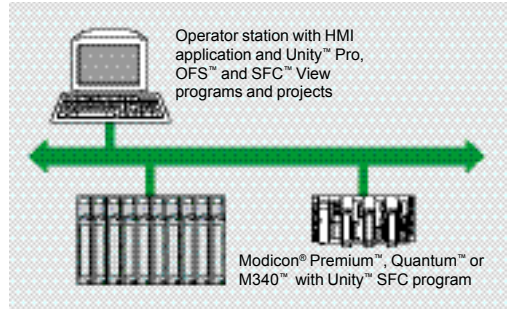 Operator station with HMI
application and Unity™ Pro,
OFS™ and SFC™ View
programs and projects
Modicon® Premium™, Quantum™ or
M340™ with Unity™ SFC program